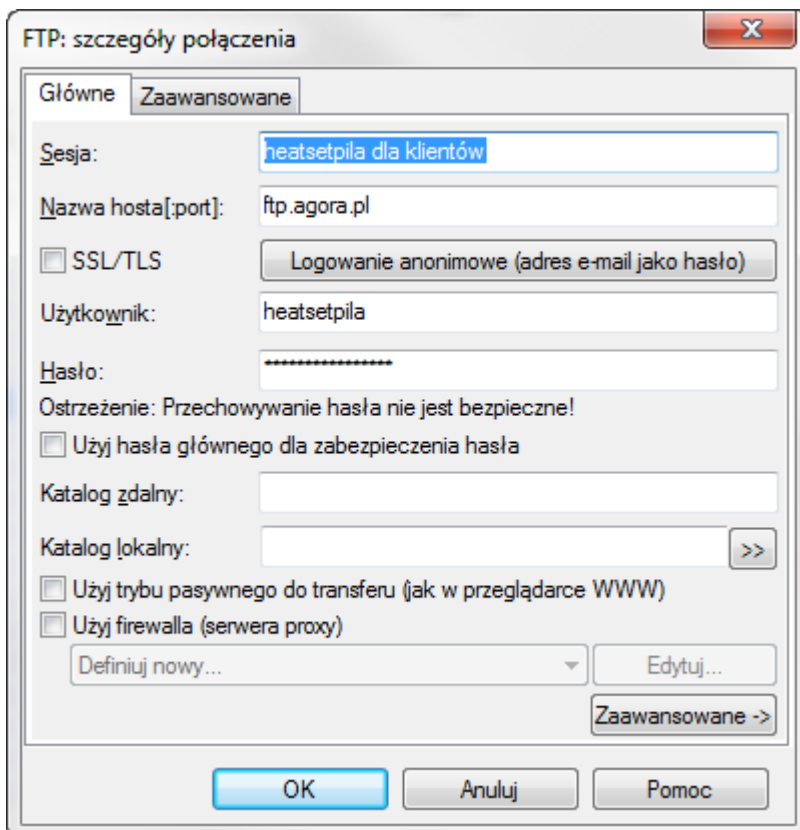 FTP: szczegóły połączenia
Główne Zaawansowane
Sesja: heatsetpila dla klientów
Nazwa hosta[:port]: ftp.agora.pl
SSL/TLS Logowanie anonimowe (adres e-mail jako hasło)
Użytkownik: heatsetpila
Hasło: ****************
Ostrzeżenie: Przechowywanie hasła nie jest bezpieczne!
Użyj hasła głównego dla zabezpieczenia hasła
Katalog zdalny:
Katalog lokalny: >>
Użyj trybu pasywnego do transferu (jak w przeglądarce WWW)
Użyj firewalla (serwera proxy)
Definiuj nowy... Edytuj...
Zaawansowane ->
OK Anuluj Pomoc